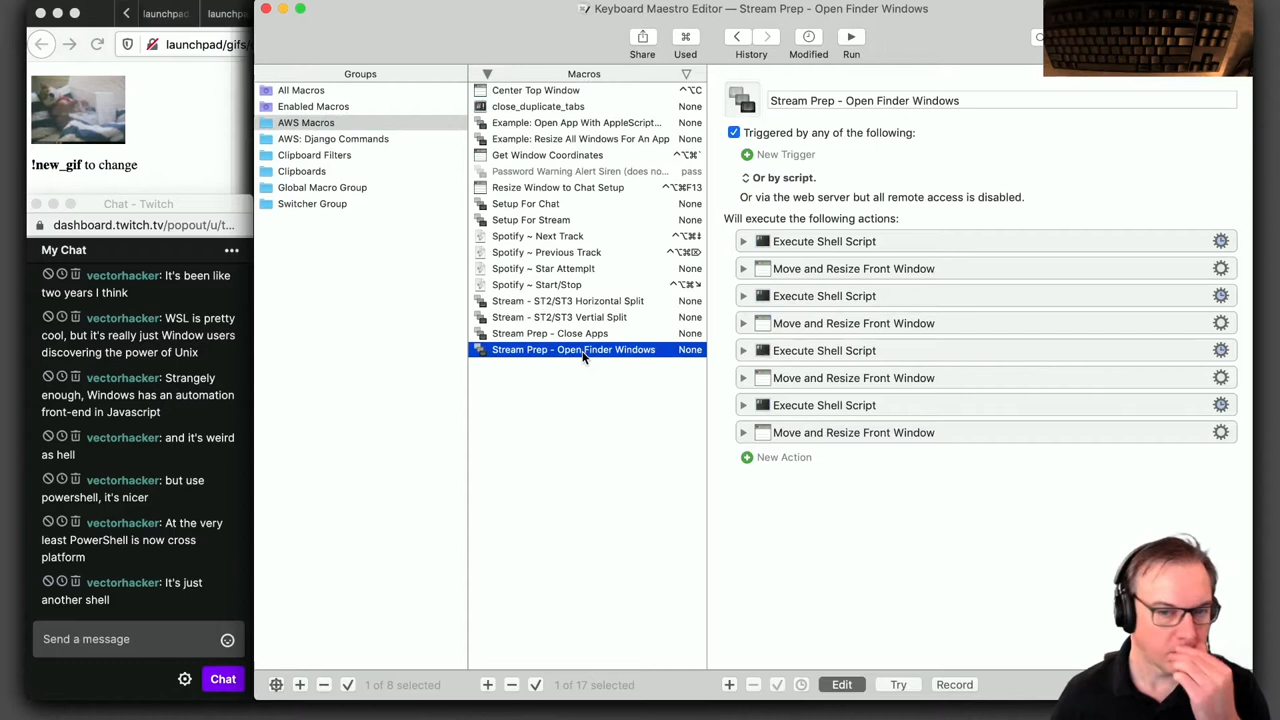 launchpad
launchpad
launchpad/gifs/
!new_gif to change
Chat - Twitch
dashboard.twitch.tv/popout/u/t...
My Chat
vectorhacker: It's been like
two years I think
vectorhacker: WSL is pretty
cool, but it's really just Window users
discovering the power of Unix
vectorhacker: Strangely
enough, Windows has an automation
front-end in Javascript
vectorhacker: and it's weird
as hell
vectorhacker: but use
powershell, it's nicer
vectorhacker: At the very
least PowerShell is now cross
platform
vectorhacker: It's just
another shell
Send a message
Chat
Keyboard Maestro Editor — Stream Prep - Open Finder Windows
Share
Used
History
Modified
Run
Groups
All Macros
Enabled Macros
AWS Macros
AWS: Django Commands
Clipboard Filters
Clipboards
Global Macro Group
Switcher Group
1 of 8 selected
Macros
Center Top Window ⌃⌥C
close_duplicate_tabs None
Example: Open App With AppleScript... None
Example: Resize All Windows For An App None
Get Window Coordinates ⌃⌥⌘`
Password Warning Alert Siren (does no... pass
Resize Window to Chat Setup ⌃⌥⌘F13
Setup For Chat None
Setup For Stream None
Spotify ~ Next Track ⌃⌥⌘⇟
Spotify ~ Previous Track ⌃⌥⌘⌦
Spotify ~ Star AttempIt None
Spotify ~ Start/Stop ⌃⌥⌘↘
Stream - ST2/ST3 Horizontal Split None
Stream - ST2/ST3 Vertial Split None
Stream Prep - Close Apps None
Stream Prep - Open Finder Windows None
1 of 17 selected
Stream Prep - Open Finder Windows
Triggered by any of the following:
New Trigger
Or by script.
Or via the web server but all remote access is disabled.
Will execute the following actions:
Execute Shell Script
Move and Resize Front Window
Execute Shell Script
Move and Resize Front Window
Execute Shell Script
Move and Resize Front Window
Execute Shell Script
Move and Resize Front Window
New Action
Edit
Try
Record